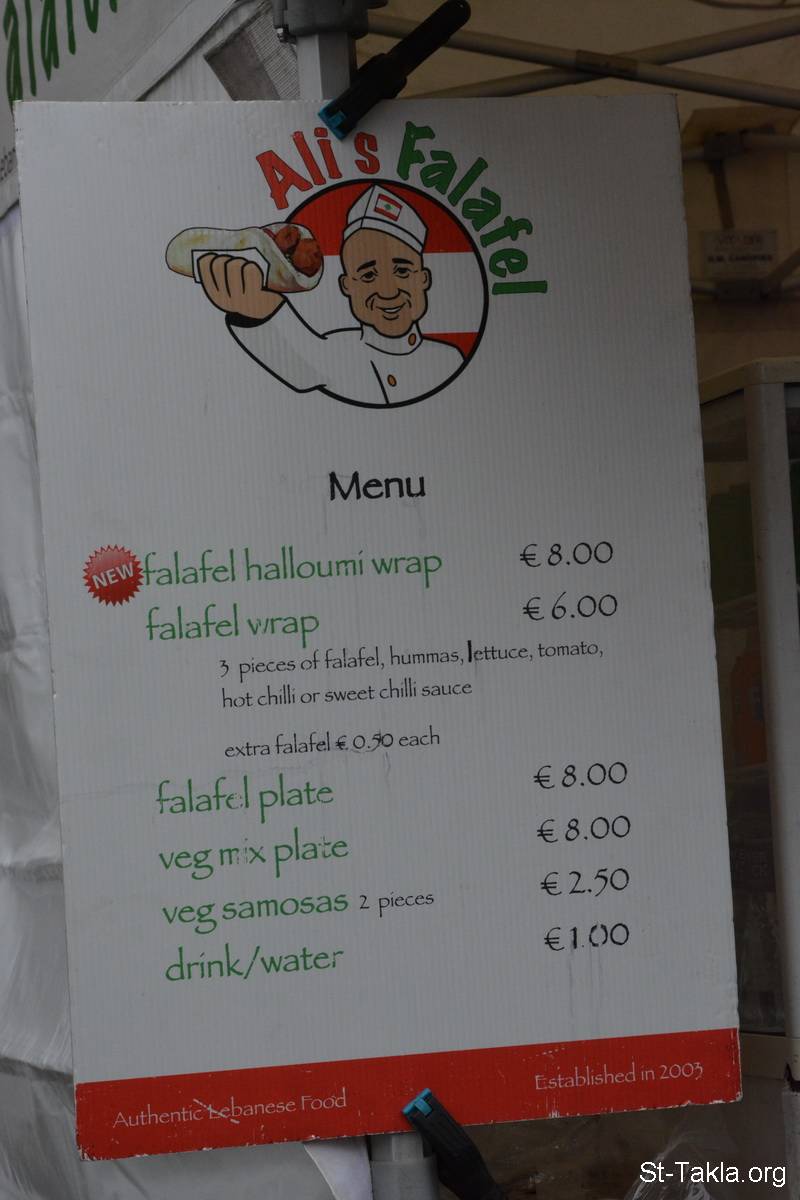 Ali's Falafel
Menu
NEW falafel halloumi wrap € 8.00
falafel wrap € 6.00
3 pieces of falafel, hummas, lettuce, tomato,
hot chilli or sweet chilli sauce
extra falafel € 0.50 each
falafel plate € 8.00
veg mix plate € 8.00
veg samosas 2 pieces € 2.50
drink/water € 1.00
Authentic Lebanese Food
Established in 2003
St-Takla.org